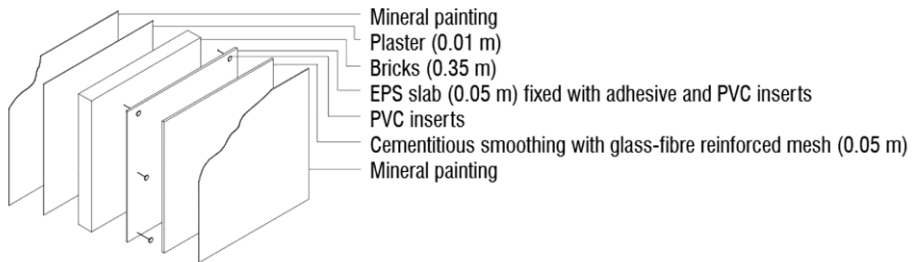 Mineral painting
Plaster (0.01 m)
Bricks (0.35 m)
EPS slab (0.05 m) fixed with adhesive and PVC inserts
PVC inserts
Cementitious smoothing with glass-fibre reinforced mesh (0.05 m)
Mineral painting